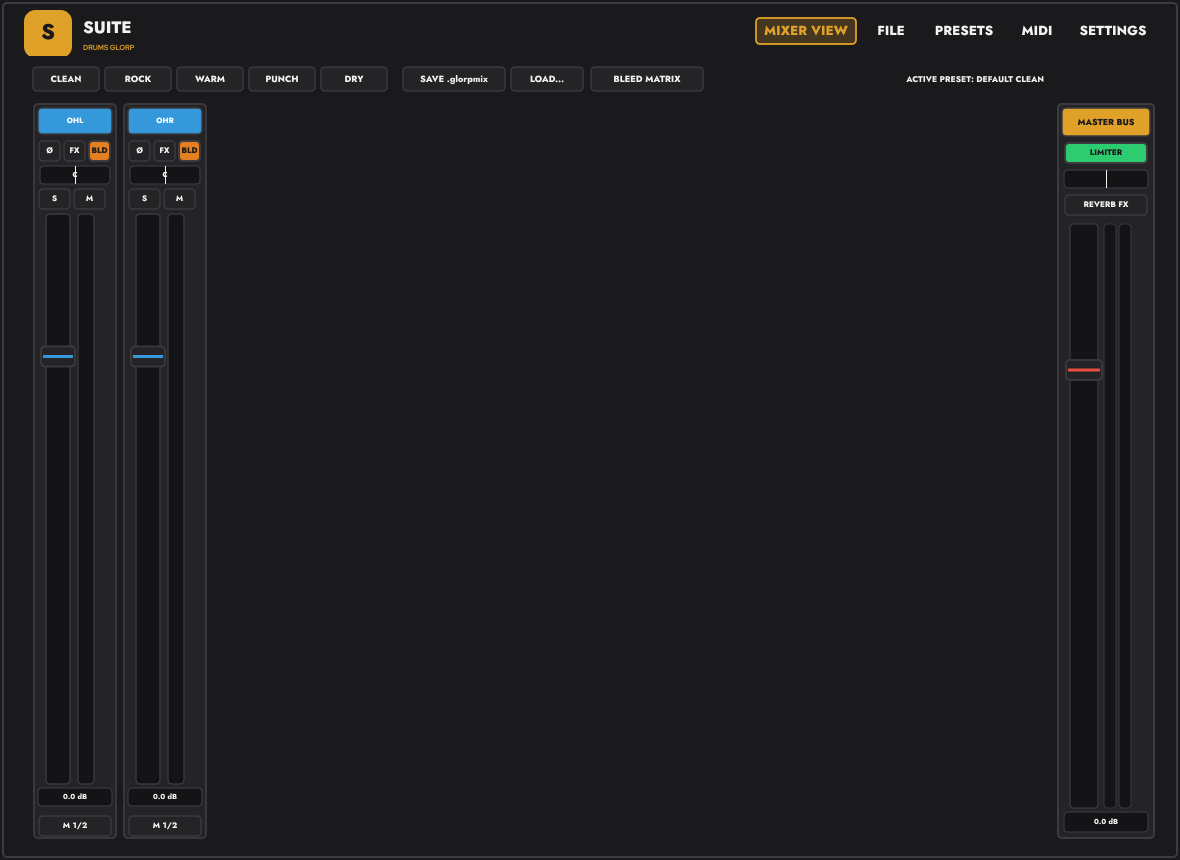 S
SUITE
DRUMS GLORP
MIXER VIEW FILE PRESETS MIDI SETTINGS
CLEAN ROCK WARM PUNCH DRY SAVE .glorpmix LOAD... BLEED MATRIX ACTIVE PRESET: DEFAULT CLEAN
OHL OHR MASTER BUS
Ø FX BLD Ø FX BLD LIMITER
C C
S M S M REVERB FX
0.0 dB 0.0 dB
M 1/2 M 1/2 0.0 dB